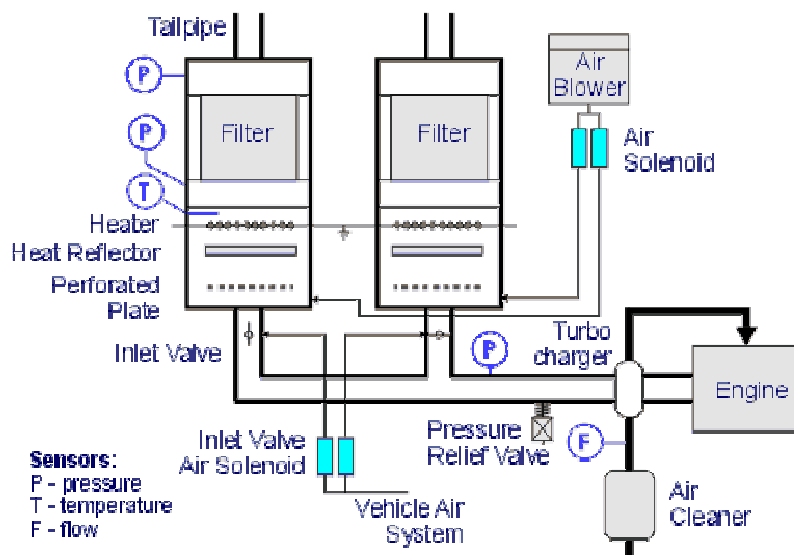 Tailpipe
P
Air
Blower
P
Filter
Filter
Air
Solenoid
T
Heater
Heat Reflector
Perforated
Plate
Inlet Valve
P
Turbo
charger
Engine
Inlet Valve
Air Solenoid
Pressure
Relief Valve
F
Sensors:
P - pressure
T - temperature
F - flow
Vehicle Air
System
Air
Cleaner